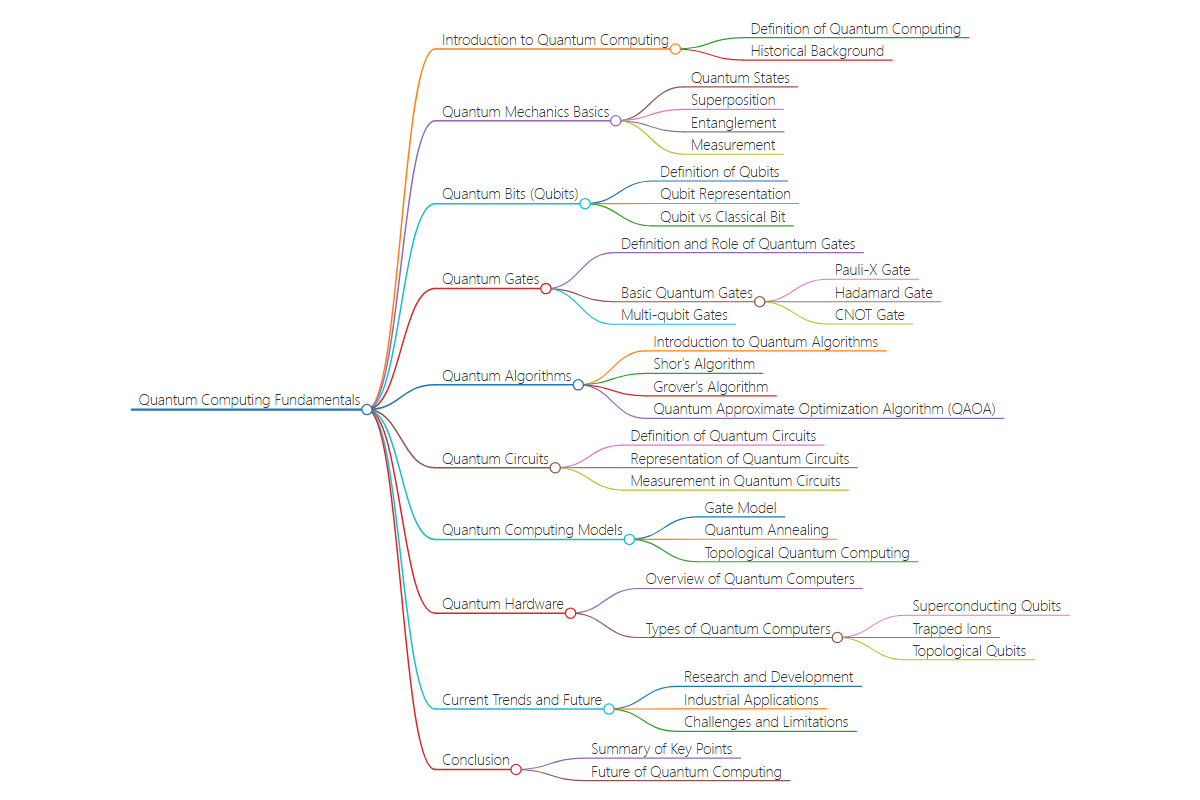 Quantum Computing Fundamentals
Introduction to Quantum Computing
Definition of Quantum Computing
Historical Background
Quantum Mechanics Basics
Quantum States
Superposition
Entanglement
Measurement
Quantum Bits (Qubits)
Definition of Qubits
Qubit Representation
Qubit vs Classical Bit
Quantum Gates
Definition and Role of Quantum Gates
Basic Quantum Gates
Pauli-X Gate
Hadamard Gate
CNOT Gate
Multi-qubit Gates
Quantum Algorithms
Introduction to Quantum Algorithms
Shor's Algorithm
Grover's Algorithm
Quantum Approximate Optimization Algorithm (QAOA)
Quantum Circuits
Definition of Quantum Circuits
Representation of Quantum Circuits
Measurement in Quantum Circuits
Quantum Computing Models
Gate Model
Quantum Annealing
Topological Quantum Computing
Quantum Hardware
Overview of Quantum Computers
Types of Quantum Computers
Superconducting Qubits
Trapped Ions
Topological Qubits
Current Trends and Future
Research and Development
Industrial Applications
Challenges and Limitations
Conclusion
Summary of Key Points
Future of Quantum Computing